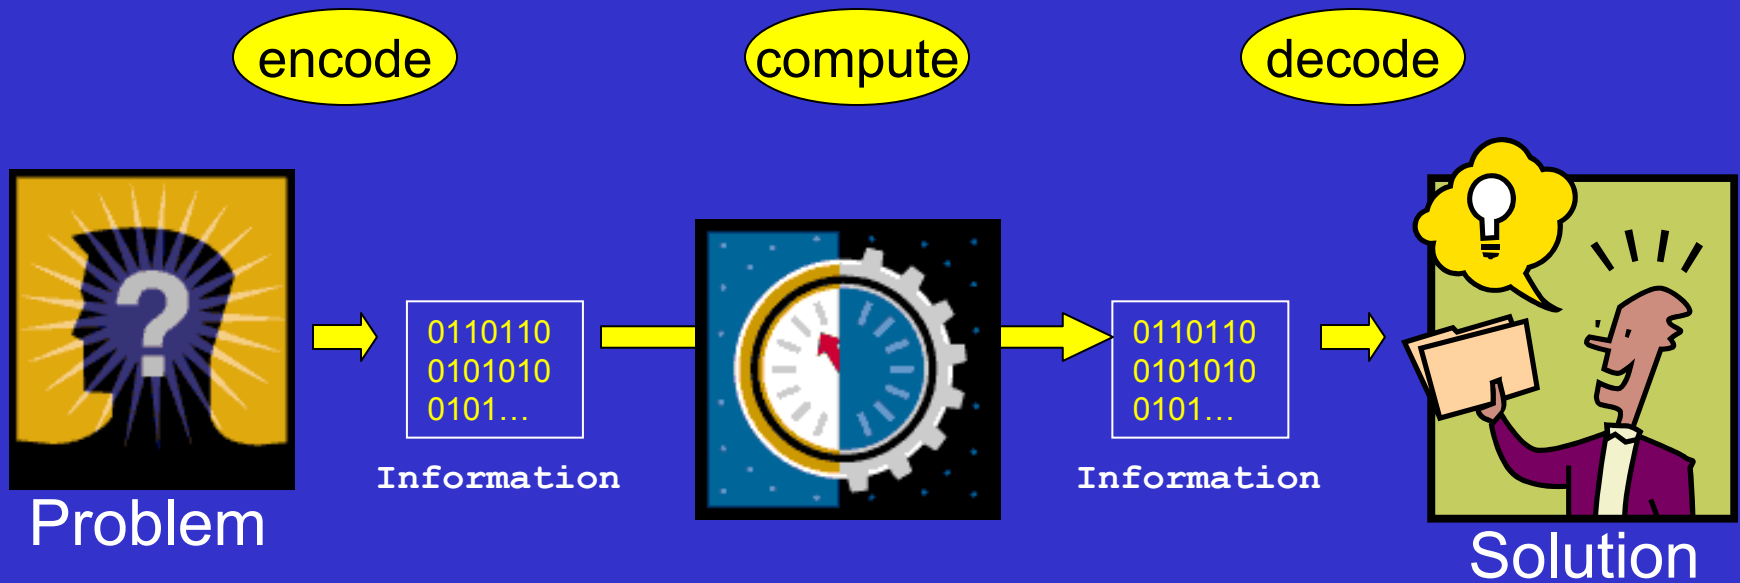 encode
compute
decode
?
0110110
0101010
0101…
Information
0110110
0101010
0101…
Information
Problem
Solution